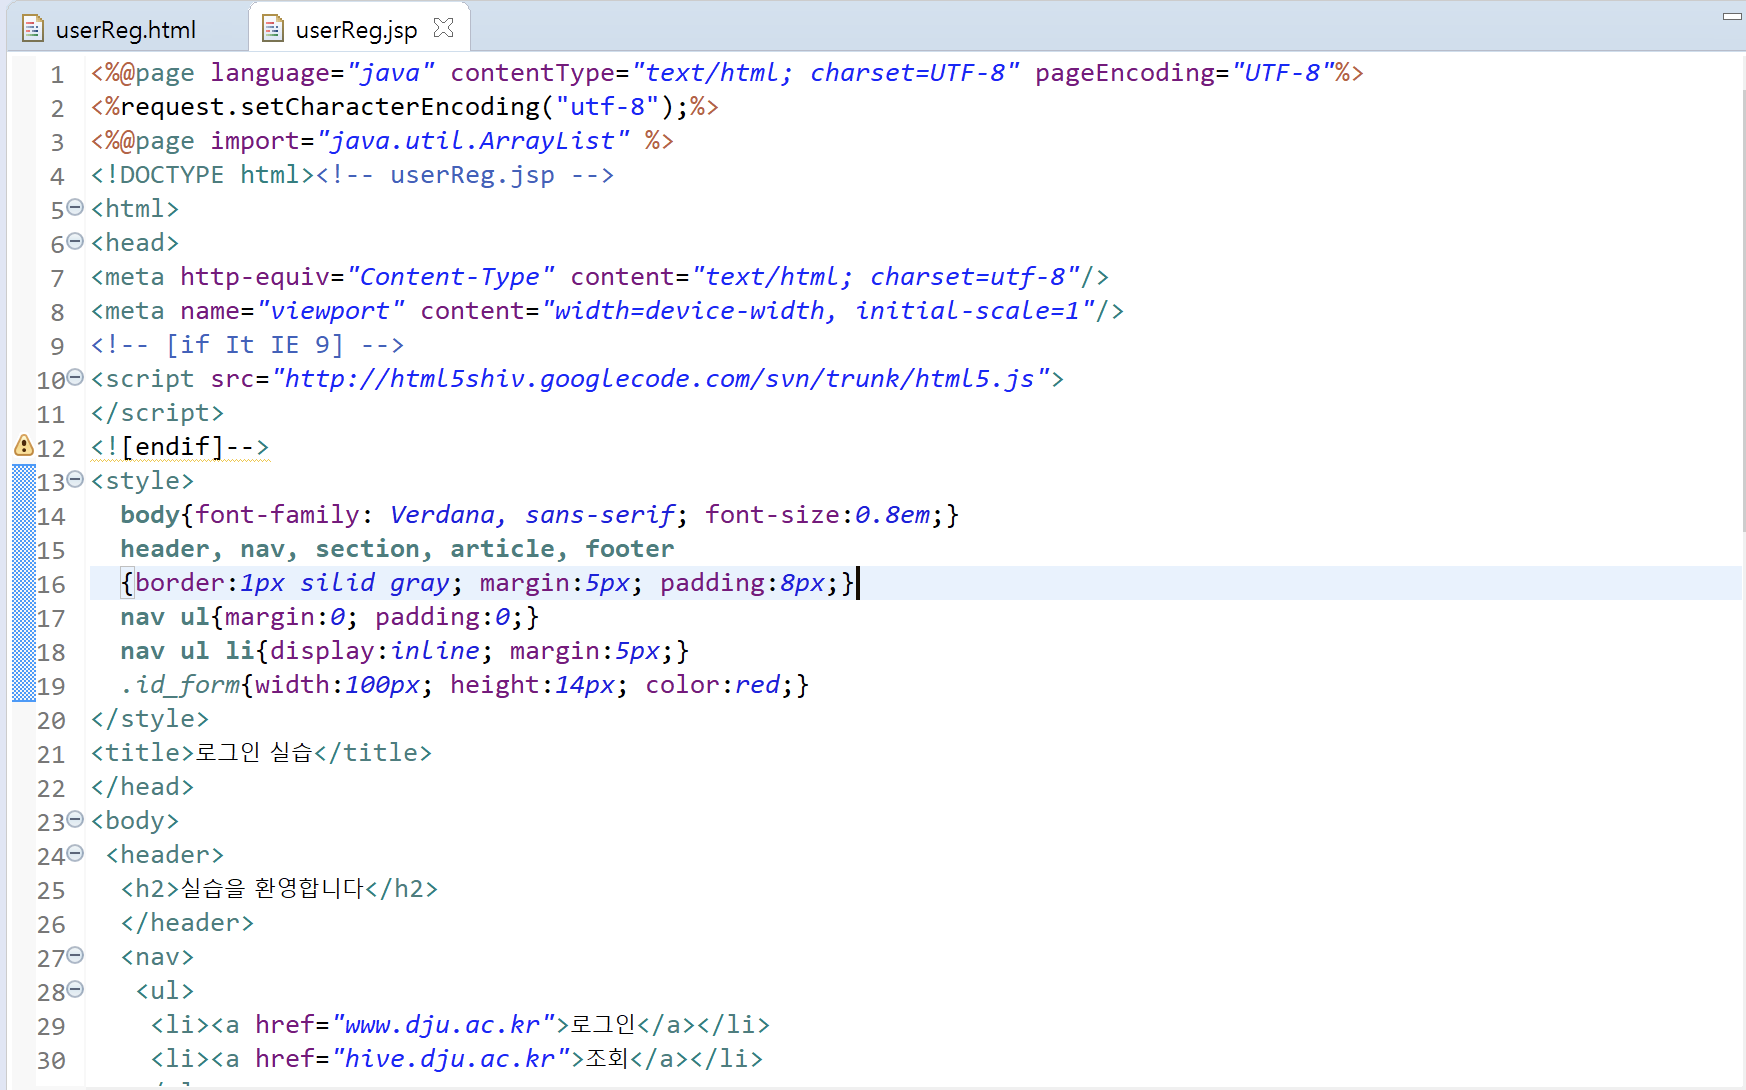 userReg.html
userReg.jsp
1 <%@page language="java" contentType="text/html; charset=UTF-8" pageEncoding="UTF-8"%>
2 <%request.setCharacterEncoding("utf-8");%>
3 <%@page import="java.util.ArrayList" %>
4 <!DOCTYPE html><!-- userReg.jsp -->
5 <html>
6 <head>
7 <meta http-equiv="Content-Type" content="text/html; charset=utf-8"/>
8 <meta name="viewport" content="width=device-width, initial-scale=1"/>
9 <!-- [if It IE 9] -->
10 <script src="http://html5shiv.googlecode.com/svn/trunk/html5.js">
11 </script>
12 <![endif]-->
13 <style>
14 body{font-family: Verdana, sans-serif; font-size:0.8em;}
15 header, nav, section, article, footer
16 {border:1px silid gray; margin:5px; padding:8px;}
17 nav ul{margin:0; padding:0;}
18 nav ul li{display:inline; margin:5px;}
19 .id_form{width:100px; height:14px; color:red;}
20 </style>
21 <title>로그인 실습</title>
22 </head>
23 <body>
24 <header>
25 <h2>실습을 환영합니다</h2>
26 </header>
27 <nav>
28 <ul>
29 <li><a href="www.dju.ac.kr">로그인</a></li>
30 <li><a href="hive.dju.ac.kr">조회</a></li>